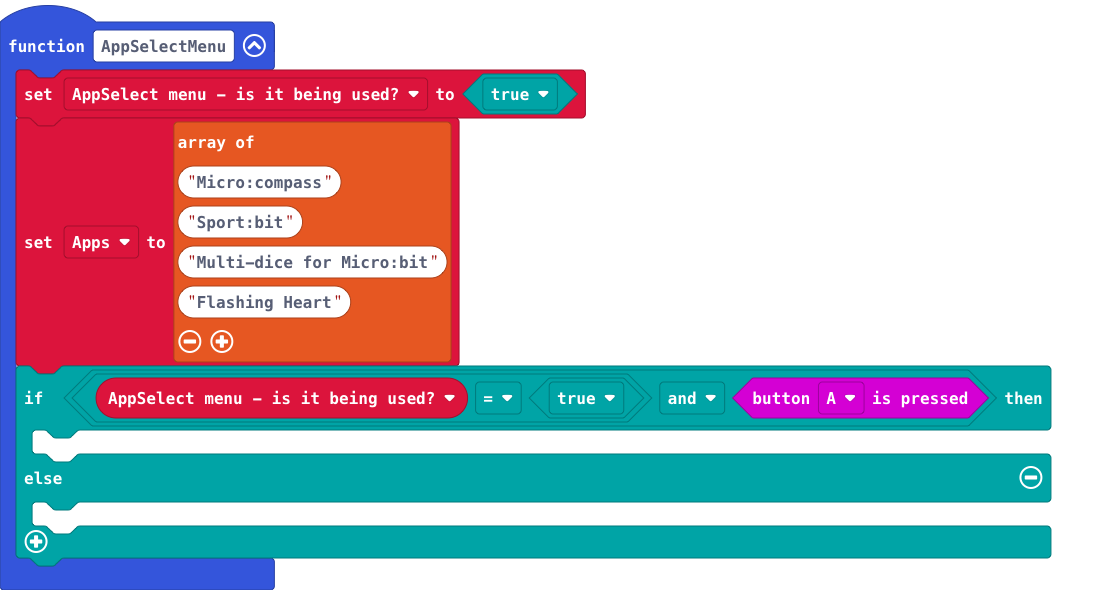 function AppSelectMenu
set AppSelect menu - is it being used? to true
array of
"Micro:compass"
"Sport:bit"
set Apps to
"Multi-dice for Micro:bit"
"Flashing Heart"
if AppSelect menu - is it being used? = true and button A is pressed then
else